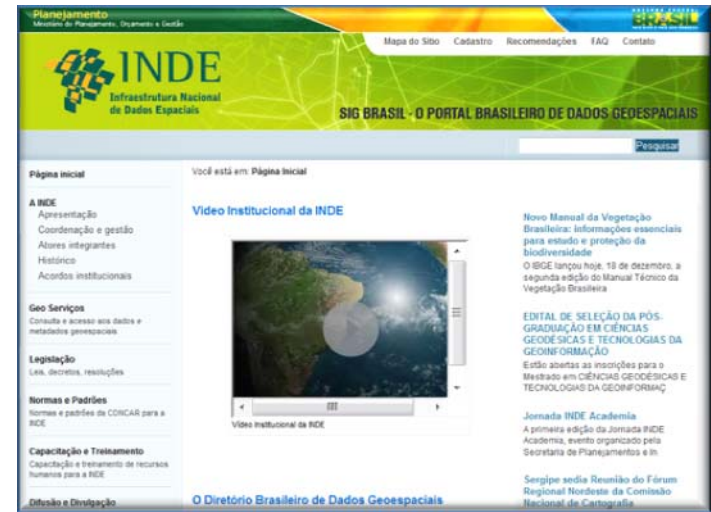 Planejamento
Ministério do Planejamento, Orçamento e Gestão
BRASIL
Mapa do Sitio Cadastro Recomendações FAQ Contato
INDE
Infraestrutura Nacional
de Dados Espaciais
SIG BRASIL - O PORTAL BRASILEIRO DE DADOS GEOESPACIAIS
Pesquisar
Página inicial
Você está em: Página Inicial
A INDE
Apresentação
Coordenação e gestão
Atores integrantes
Histórico
Acordos institucionais
Geo Serviços
Consulta e acesso aos dados e
metadados geoespaciais
Legislação
Leis, decretos, resoluções
Normas e Padrões
Normas e padrões da CONCAR para a
INDE
Capacitação e Treinamento
Capacitação e treinamento de recursos
humanos para a INDE
Difusão e Divulgação
Video Institucional da INDE
Video Institucional da INDE
O Diretório Brasileiro de Dados Geoespaciais
Novo Manual da Vegetação
Brasileira: informações essenciais
para estudo e proteção da
biodiversidade
O IBGE lançou hoje, 18 de dezembro, a
segunda edição do Manual Técnico da
Vegetação Brasileira
EDITAL DE SELEÇÃO DA PÓS-
GRADUAÇÃO EM CIÊNCIAS
GEODÉSICAS E TECNOLOGIAS DA
GEOINFORMAÇÃO
Estão abertas as inscrições para o
Mestrado em CIÊNCIAS GEODÉSICAS E
TECNOLOGIAS DA GEOINFORMAÇ
Jornada INDE Academia
A primeira edição da Jornada INDE
Academia, evento organizado pela
Secretaria de Planejamentos e In
Sergipe sedia Reunião do Fórum
Regional Nordeste da Comissão
Nacional de Cartografia